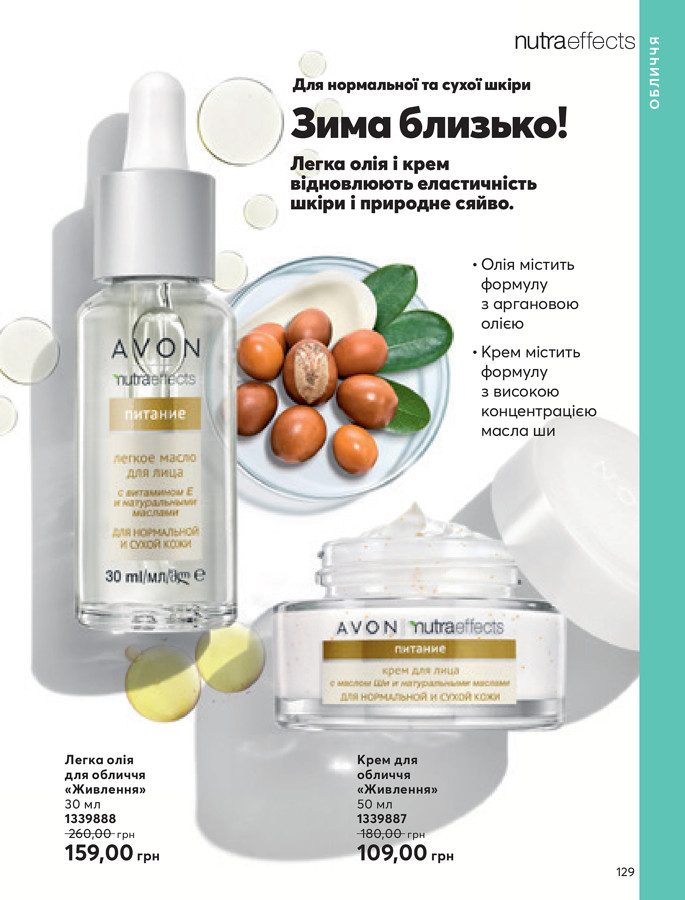 nutraeffects
ОБЛИЧЧЯ
Для нормальної та сухої шкіри
Зима близько!
Легка олія і крем
відновлюють еластичність
шкіри і природне сяйво.
• Олія містить
формулу
з аргановою
олією
• Крем містить
формулу
з високою
концентрацією
масла ши
AVON
nutraeffects
питание
легкое масло
для лица
с витамином Е
и натуральными
маслами
ДЛЯ НОРМАЛЬНОЙ
И СУХОЙ КОЖИ
30 ml/мл/
AVON
AVON nutraeffects
питание
крем для лица
с маслом Ши и натуральными маслами
ДЛЯ НОРМАЛЬНОЙ И СУХОЙ КОЖИ
Легка олія
для обличчя
«Живлення»
30 мл
1339888
260,00 грн
159,00 грн
Крем для
обличчя
«Живлення»
50 мл
1339887
180,00 грн
109,00 грн
129